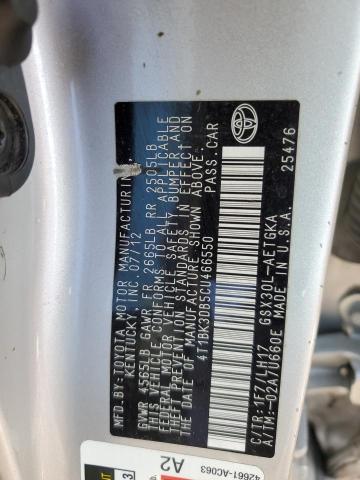 MFD.BY:TOYOTA MOTOR MANUFACTURING,
KENTUCKY, INC. 07/12
GVWR 4565LB GAWR FR 2665LB RR 2505LB
THIS VEHICLE CONFORMS TO ALL APPLICABLE
FEDERAL MOTOR VEHICLE SAFETY, BUMPER, AND
THEFT PREVENTION STANDARDS IN EFFECT ON
THE DATE OF MANUFACTURE SHOWN ABOVE.
4T1BK3DB5CU466550 PASS.CAR
C/TR:1F7/LH17 GSX30L-AETGKA
A/TM:-02A/U660E MADE IN U.S.A. 25476
42661-AC063
A2